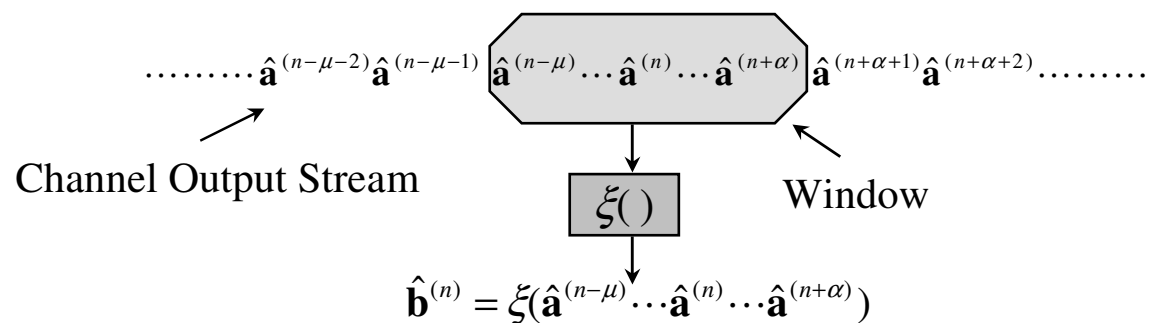 ⋯⋯⋯â⁽ⁿ⁻μ⁻²⁾â⁽ⁿ⁻μ⁻¹⁾ â⁽ⁿ⁻μ⁾⋯â⁽ⁿ⁾⋯â⁽ⁿ⁺α⁾ â⁽ⁿ⁺α⁺¹⁾â⁽ⁿ⁺α⁺²⁾⋯⋯⋯
Channel Output Stream
Window
ξ( )
b̂⁽ⁿ⁾ = ξ(â⁽ⁿ⁻μ⁾⋯â⁽ⁿ⁾⋯â⁽ⁿ⁺α⁾)